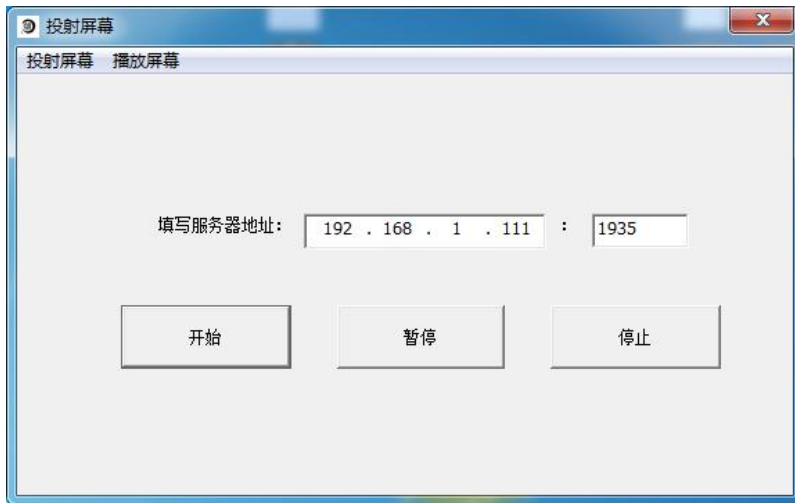 投射屏幕
投射屏幕 播放屏幕
填写服务器地址： 192 . 168 . 1 . 111 : 1935
开始 暂停 停止